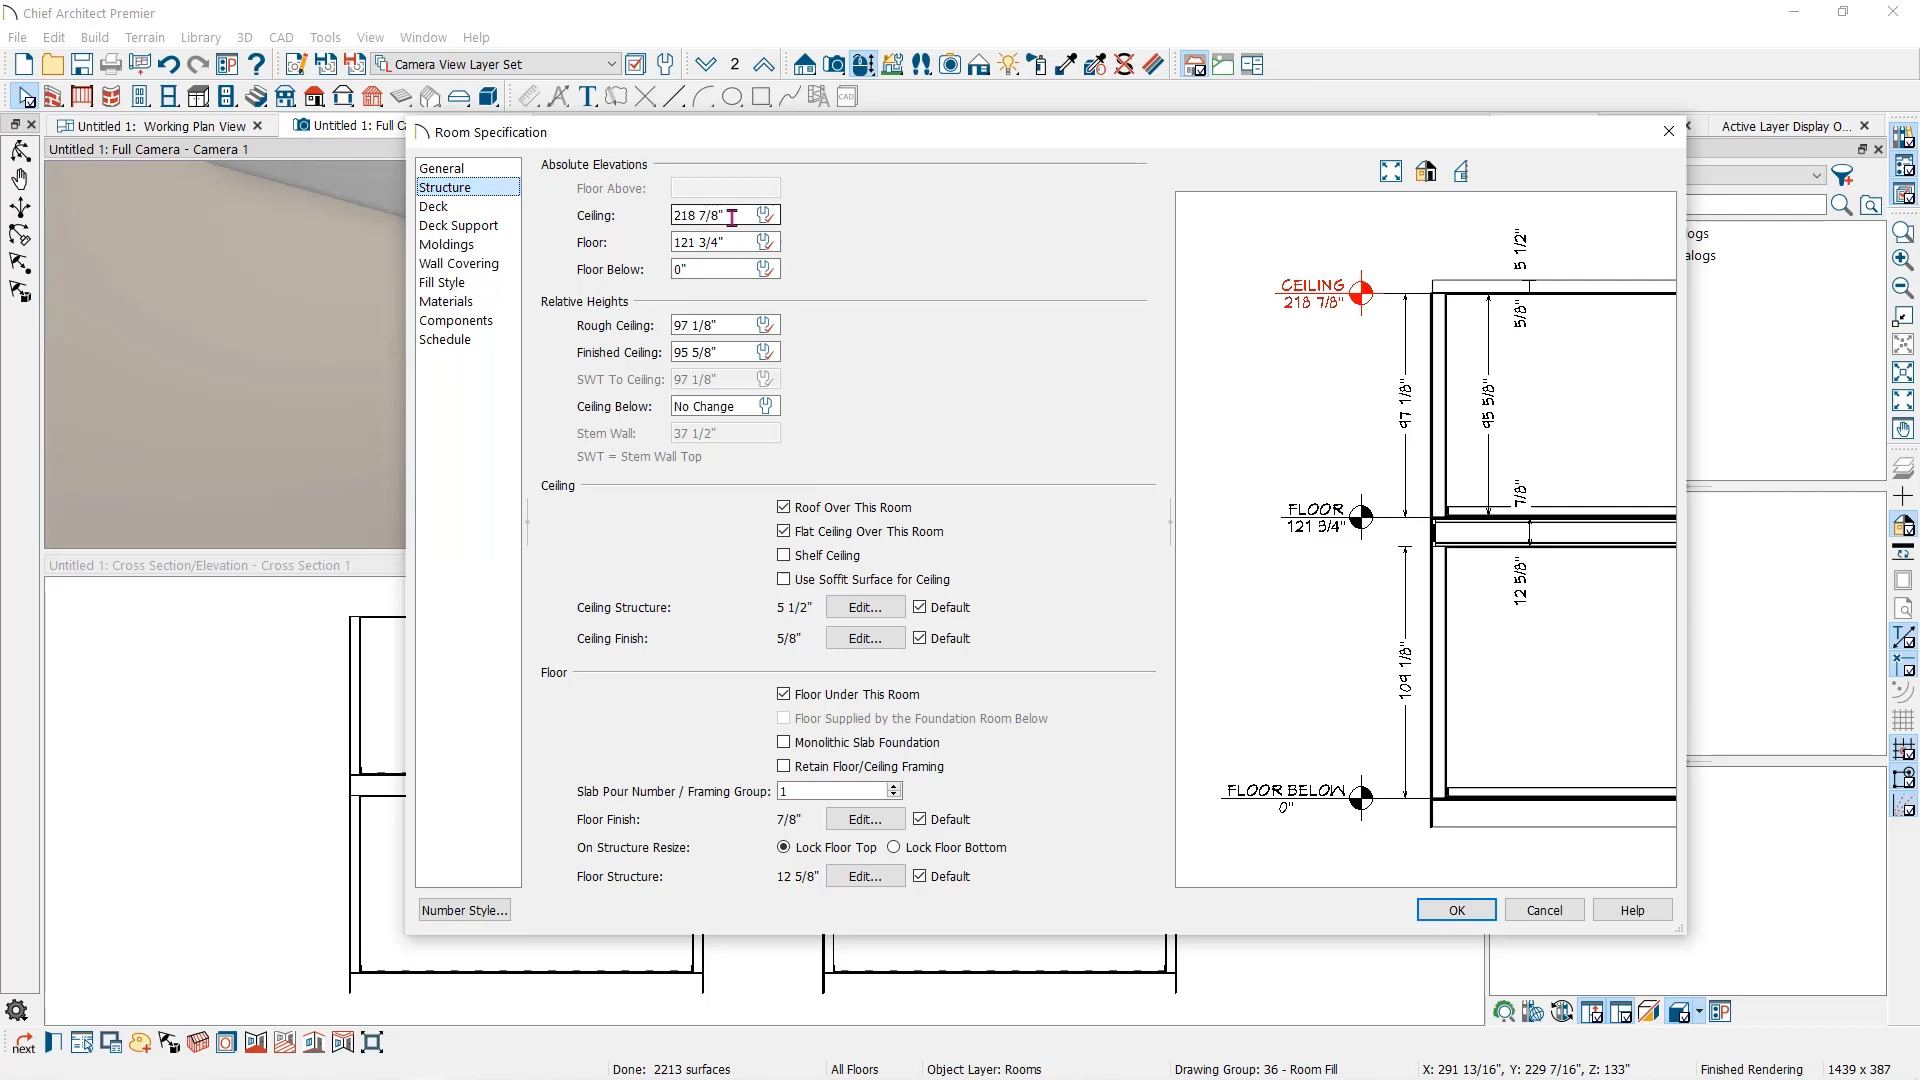 Chief Architect Premier
File Edit Build Terrain Library 3D CAD Tools View Window Help
Camera View Layer Set
2
CAD
Untitled 1: Working Plan View
Untitled 1: Full Ca
Active Layer Display O...
Untitled 1: Full Camera - Camera 1
Untitled 1: Cross Section/Elevation - Cross Section 1
ogs
alogs
Room Specification
General
Structure
Deck
Deck Support
Moldings
Wall Covering
Fill Style
Materials
Components
Schedule
Absolute Elevations
Floor Above:
Ceiling: 218 7/8"
Floor: 121 3/4"
Floor Below: 0"
Relative Heights
Rough Ceiling: 97 1/8"
Finished Ceiling: 95 5/8"
SWT To Ceiling: 97 1/8"
Ceiling Below: No Change
Stem Wall: 37 1/2"
SWT = Stem Wall Top
Ceiling
Roof Over This Room
Flat Ceiling Over This Room
Shelf Ceiling
Use Soffit Surface for Ceiling
Ceiling Structure: 5 1/2" Edit... Default
Ceiling Finish: 5/8" Edit... Default
Floor
Floor Under This Room
Floor Supplied by the Foundation Room Below
Monolithic Slab Foundation
Retain Floor/Ceiling Framing
Slab Pour Number / Framing Group: 1
Floor Finish: 7/8" Edit... Default
On Structure Resize: Lock Floor Top Lock Floor Bottom
Floor Structure: 12 5/8" Edit... Default
5 1/2"
CEILING
218 7/8"
5/8"
97 1/8"
95 5/8"
7/8"
FLOOR
121 3/4"
12 5/8"
109 1/8"
FLOOR BELOW
0"
Number Style...
OK Cancel Help
next
Done: 2213 surfaces All Floors Object Layer: Rooms Drawing Group: 36 - Room Fill X: 291 13/16", Y: 229 7/16", Z: 133" Finished Rendering 1439 x 387